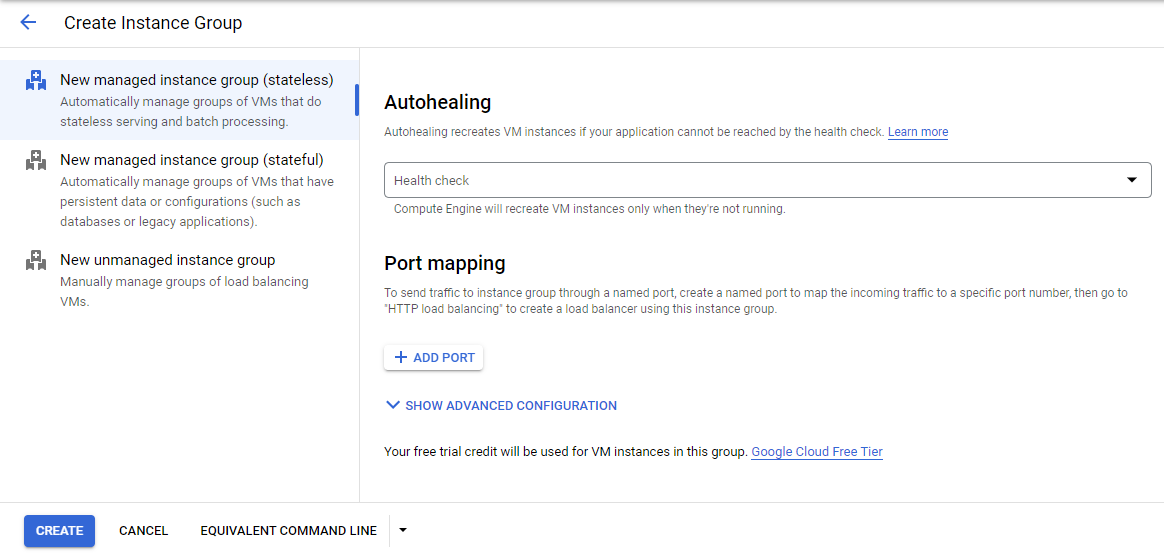 Create Instance Group
New managed instance group (stateless)
Automatically manage groups of VMs that do
stateless serving and batch processing.
New managed instance group (stateful)
Automatically manage groups of VMs that have
persistent data or configurations (such as
databases or legacy applications).
New unmanaged instance group
Manually manage groups of load balancing
VMs.
Autohealing
Autohealing recreates VM instances if your application cannot be reached by the health check. Learn more
Health check
Compute Engine will recreate VM instances only when they're not running.
Port mapping
To send traffic to instance group through a named port, create a named port to map the incoming traffic to a specific port number, then go to
"HTTP load balancing" to create a load balancer using this instance group.
ADD PORT
SHOW ADVANCED CONFIGURATION
Your free trial credit will be used for VM instances in this group. Google Cloud Free Tier
CREATE CANCEL EQUIVALENT COMMAND LINE